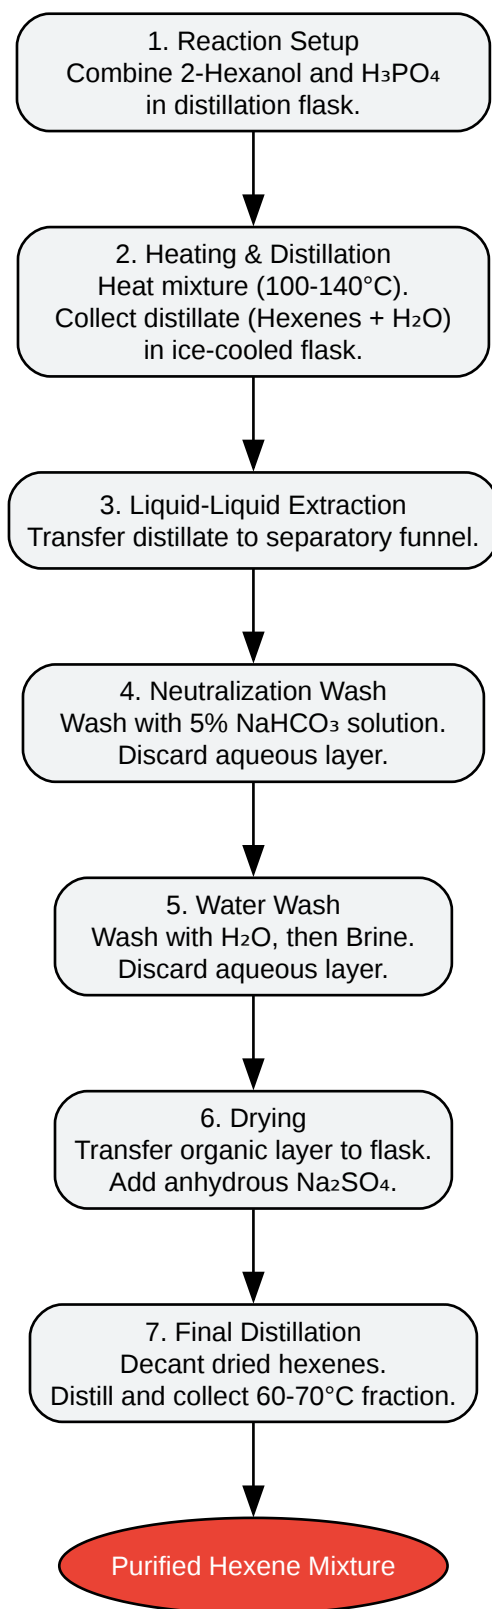 1. Reaction Setup
Combine 2-Hexanol and H₃PO₄
in distillation flask.
2. Heating & Distillation
Heat mixture (100-140°C).
Collect distillate (Hexenes + H₂O)
in ice-cooled flask.
3. Liquid-Liquid Extraction
Transfer distillate to separatory funnel.
4. Neutralization Wash
Wash with 5% NaHCO₃ solution.
Discard aqueous layer.
5. Water Wash
Wash with H₂O, then Brine.
Discard aqueous layer.
6. Drying
Transfer organic layer to flask.
Add anhydrous Na₂SO₄.
7. Final Distillation
Decant dried hexenes.
Distill and collect 60-70°C fraction.
Purified Hexene Mixture